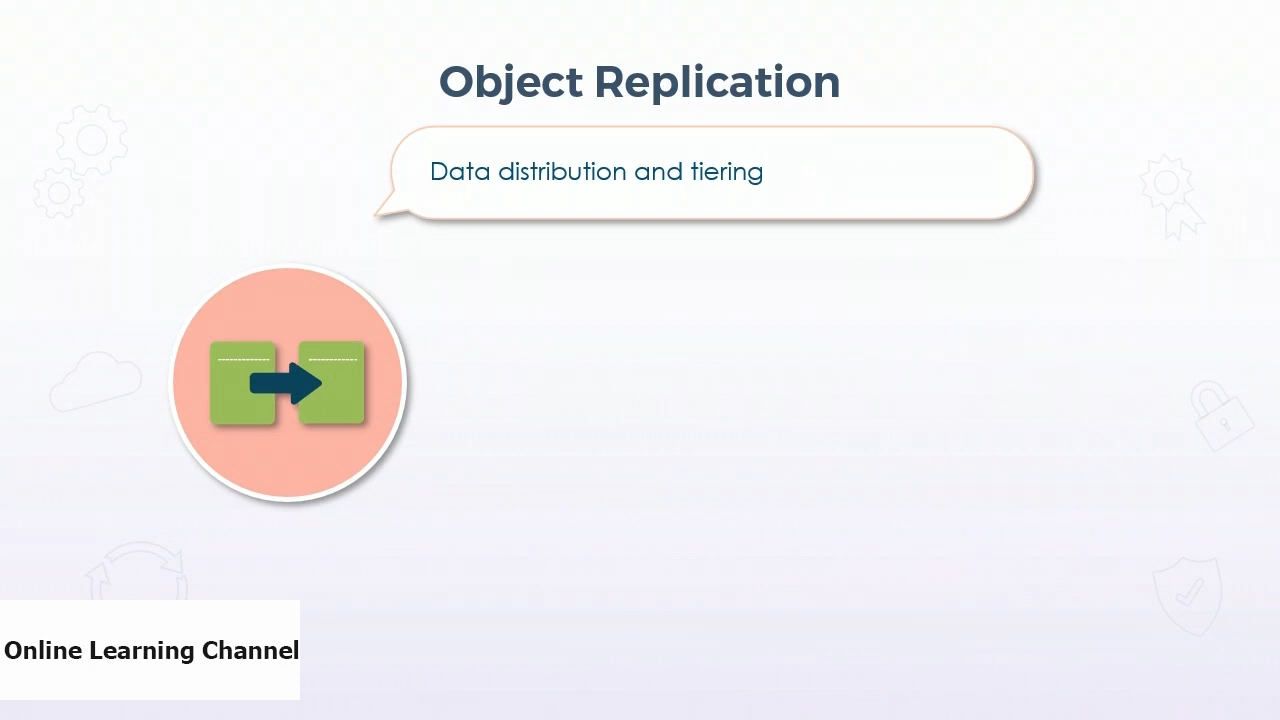 Object Replication
Data distribution and tiering
Online Learning Channel